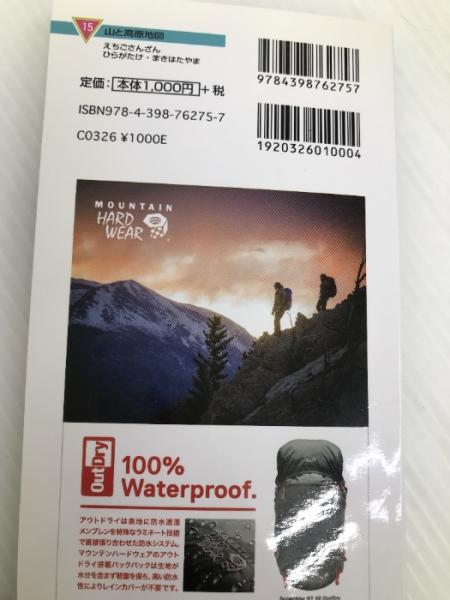 15 山と高原地図
えちごさんざん
ひらがたけ・まきはたやま
定価：本体1,000円＋税
ISBN978-4-398-76275-7
C0326 ¥1000E
9784398762757
1920326010004
MOUNTAIN
HARD
WEAR
OutDry
100%
Waterproof.
アウトドライは表地に防水透湿
メンブレンを特殊なラミネート技術
で直接張り合わせた防水システム。
マウンテンハードウェアのアウト
ドライ搭載バックパックは生地が
水分を含まず軽量を保ち、高い防水
性によりレインカバーが不要です。
Scrambler RT 40 OutDry